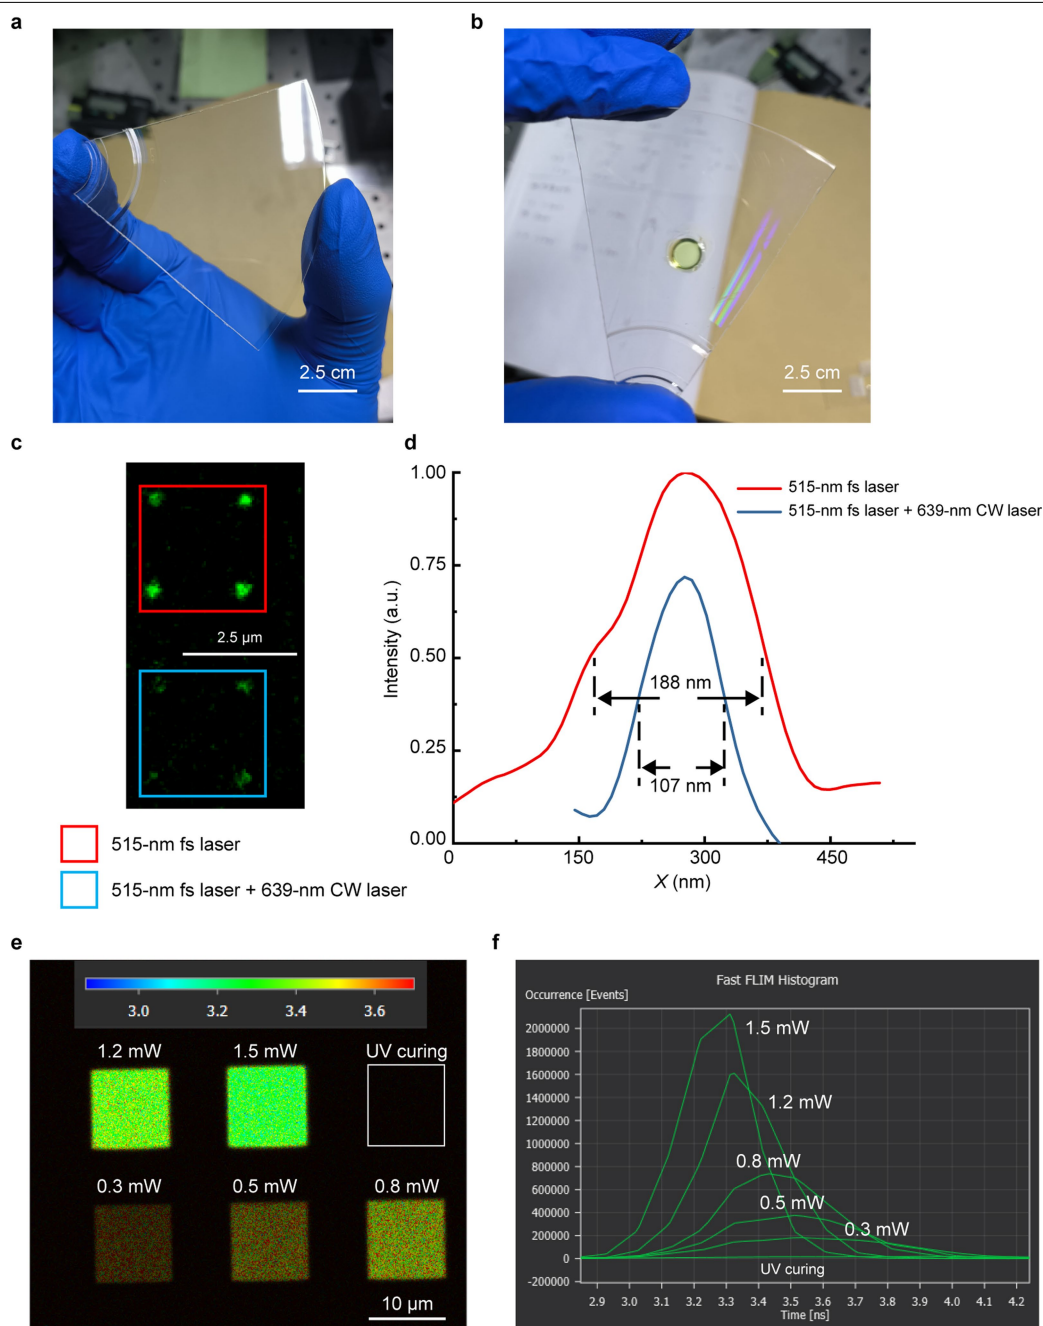 a
b
2.5 cm
2.5 cm
c
d
2.5 µm
515-nm fs laser
515-nm fs laser + 639-nm CW laser
1.00
0.75
0.50
0.25
0.00
Intensity (a.u.)
515-nm fs laser
515-nm fs laser + 639-nm CW laser
188 nm
107 nm
0
150
300
450
X (nm)
e
f
3.0 3.2 3.4 3.6
1.2 mW 1.5 mW UV curing
0.3 mW 0.5 mW 0.8 mW
10 µm
Fast FLIM Histogram
Occurrence [Events]
2000000
1800000
1600000
1400000
1200000
1000000
800000
600000
400000
200000
0
-200000
1.5 mW
1.2 mW
0.8 mW
0.5 mW
0.3 mW
UV curing
2.9 3.0 3.1 3.2 3.3 3.4 3.5 3.6 3.7 3.8 3.9 4.0 4.1 4.2
Time [ns]